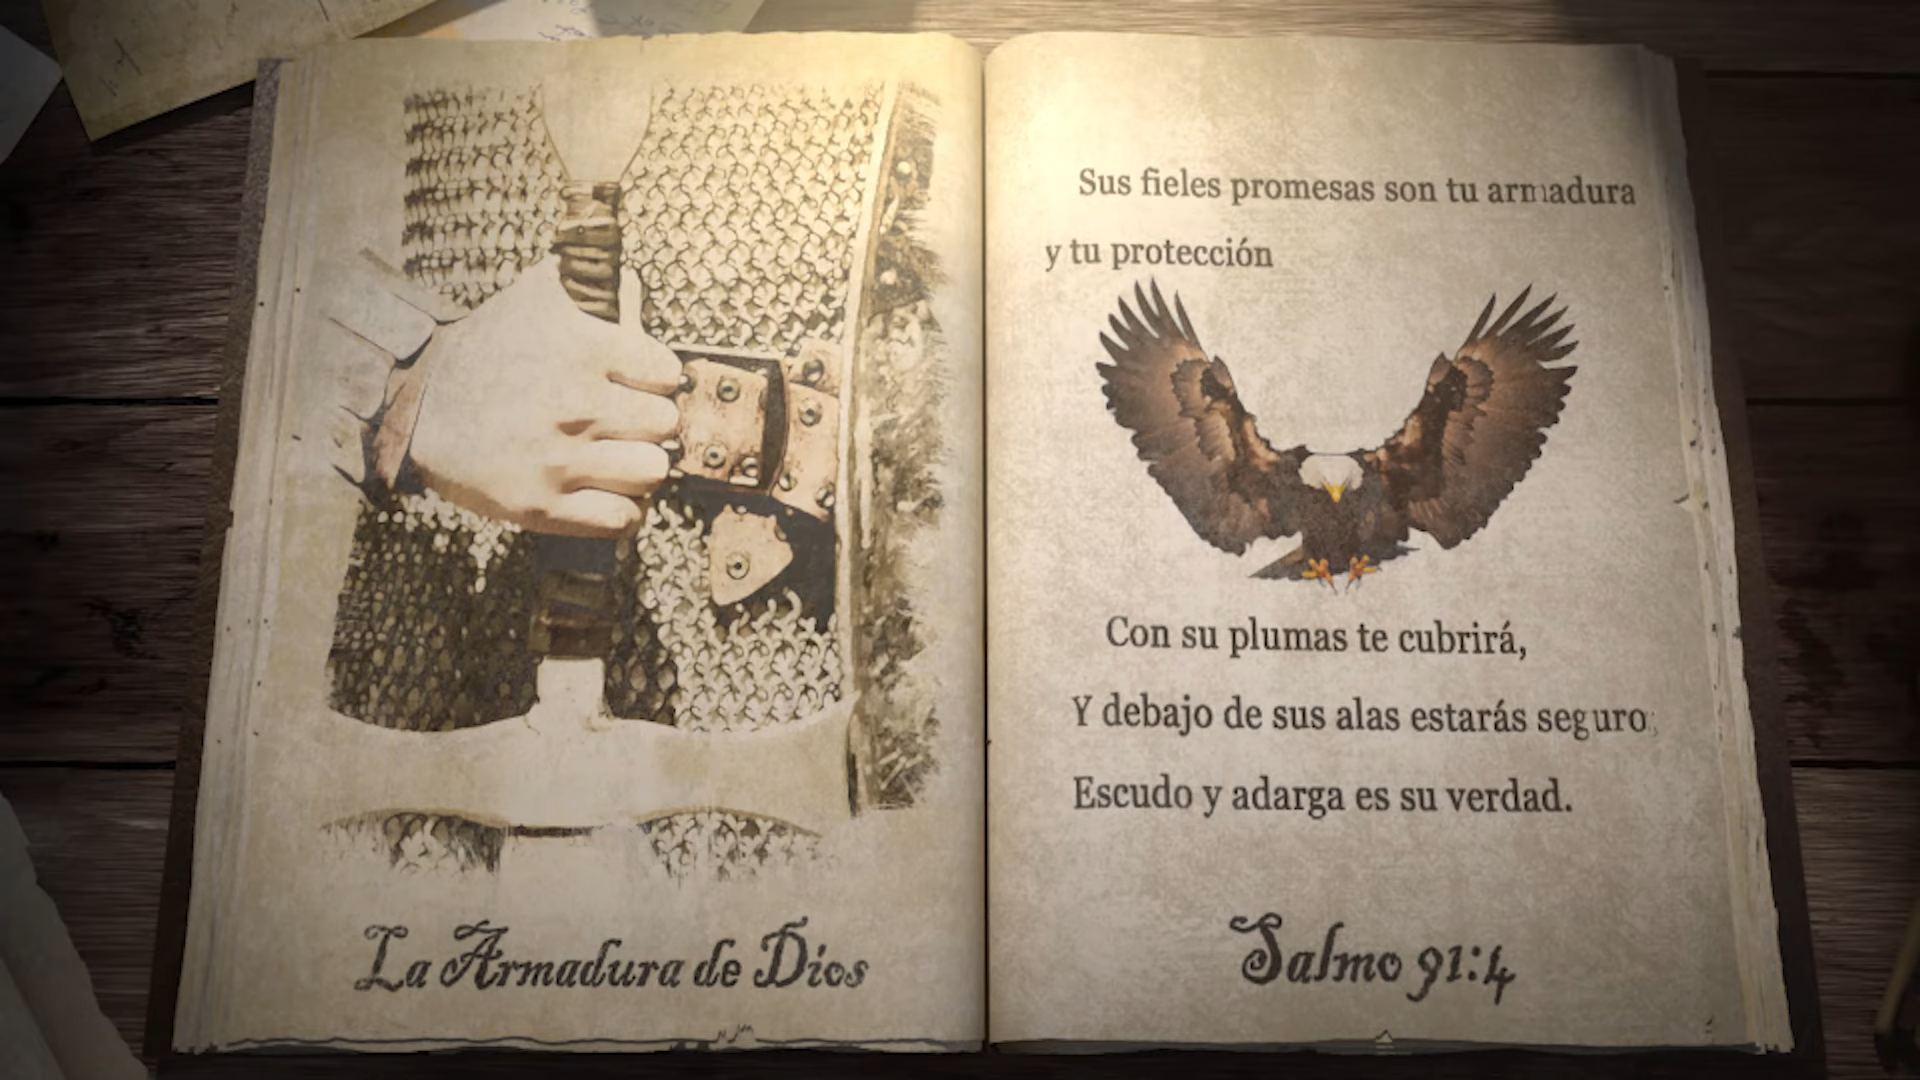 La Armadura de Dios
Sus fieles promesas son tu armadura
y tu protección
Con su plumas te cubrirá,
Y debajo de sus alas estarás seguro;
Escudo y adarga es su verdad.
Salmo 91:4